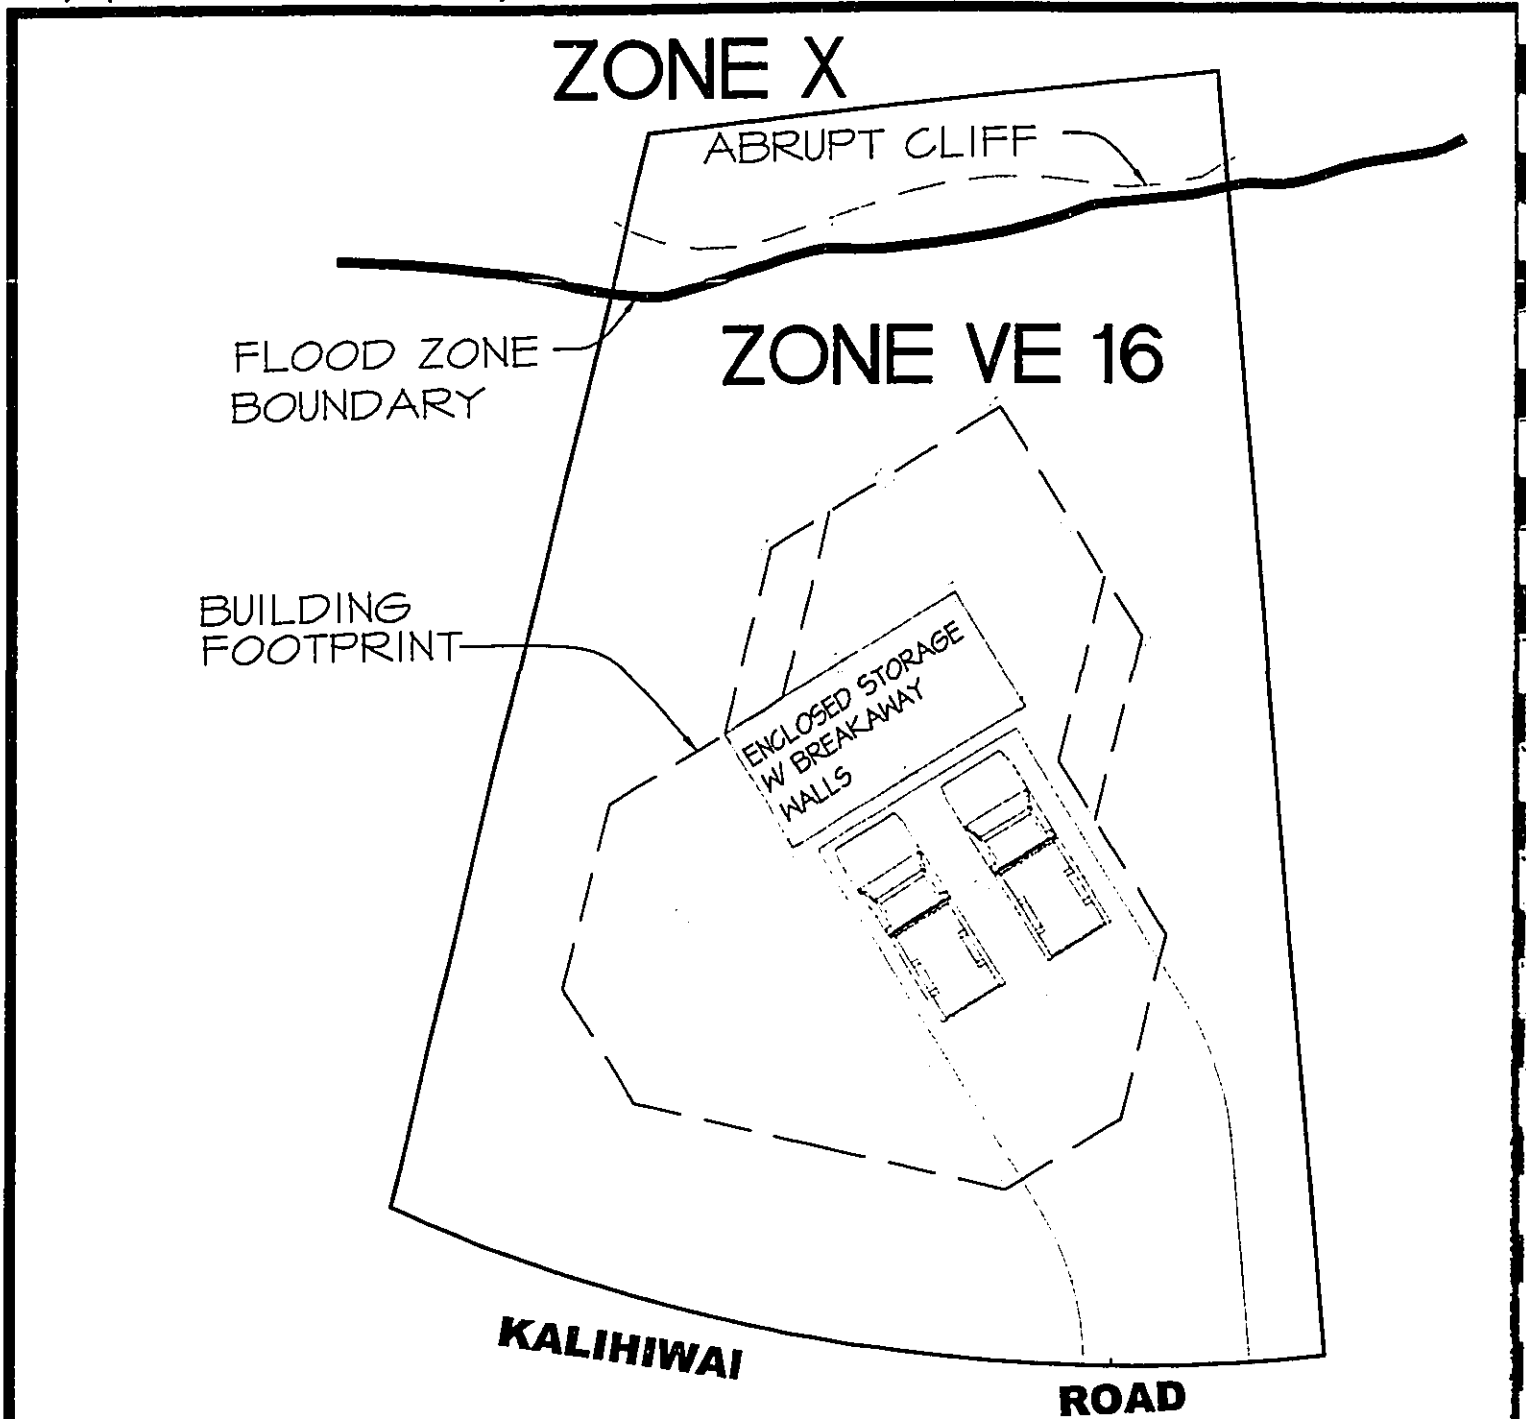 ZONE X
ABRUPT CLIFF
FLOOD ZONE
BOUNDARY
ZONE VE 16
BUILDING
FOOTPRINT
ENCLOSED STORAGE
W/ BREAKAWAY
WALLS
KALIHIWAI
ROAD